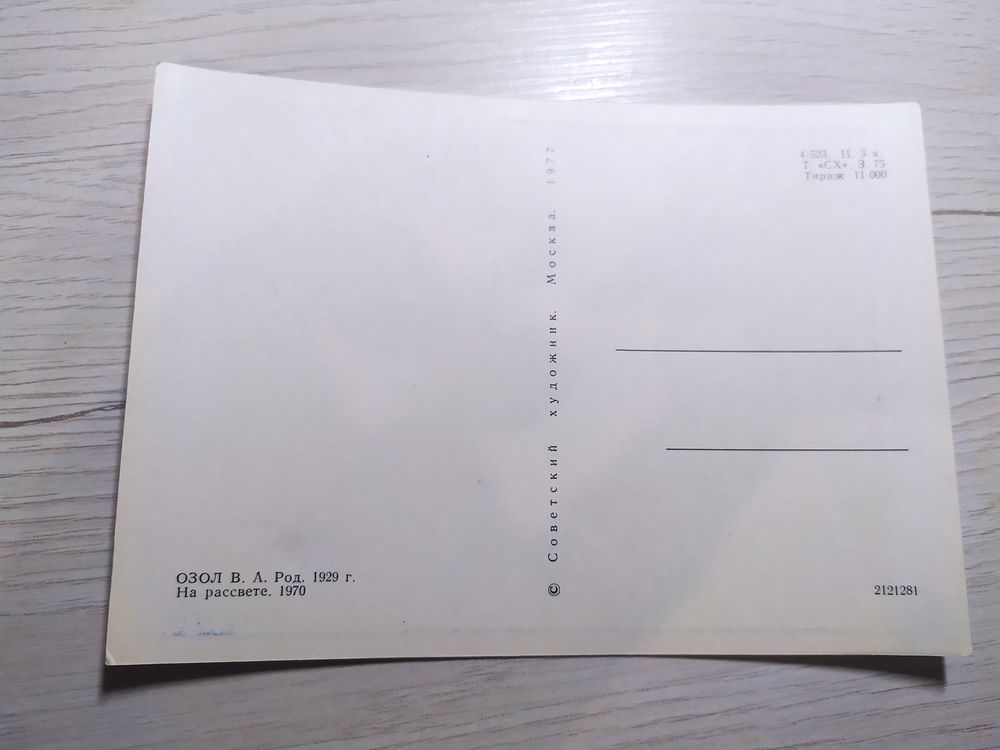 ОЗОЛ В. А. Род. 1929 г.
На рассвете. 1970
© Советский художник. Москва. 1977
4-523. Ц. 3 к.
Т. «СХ». З. 75
Тираж 11 000
2121281